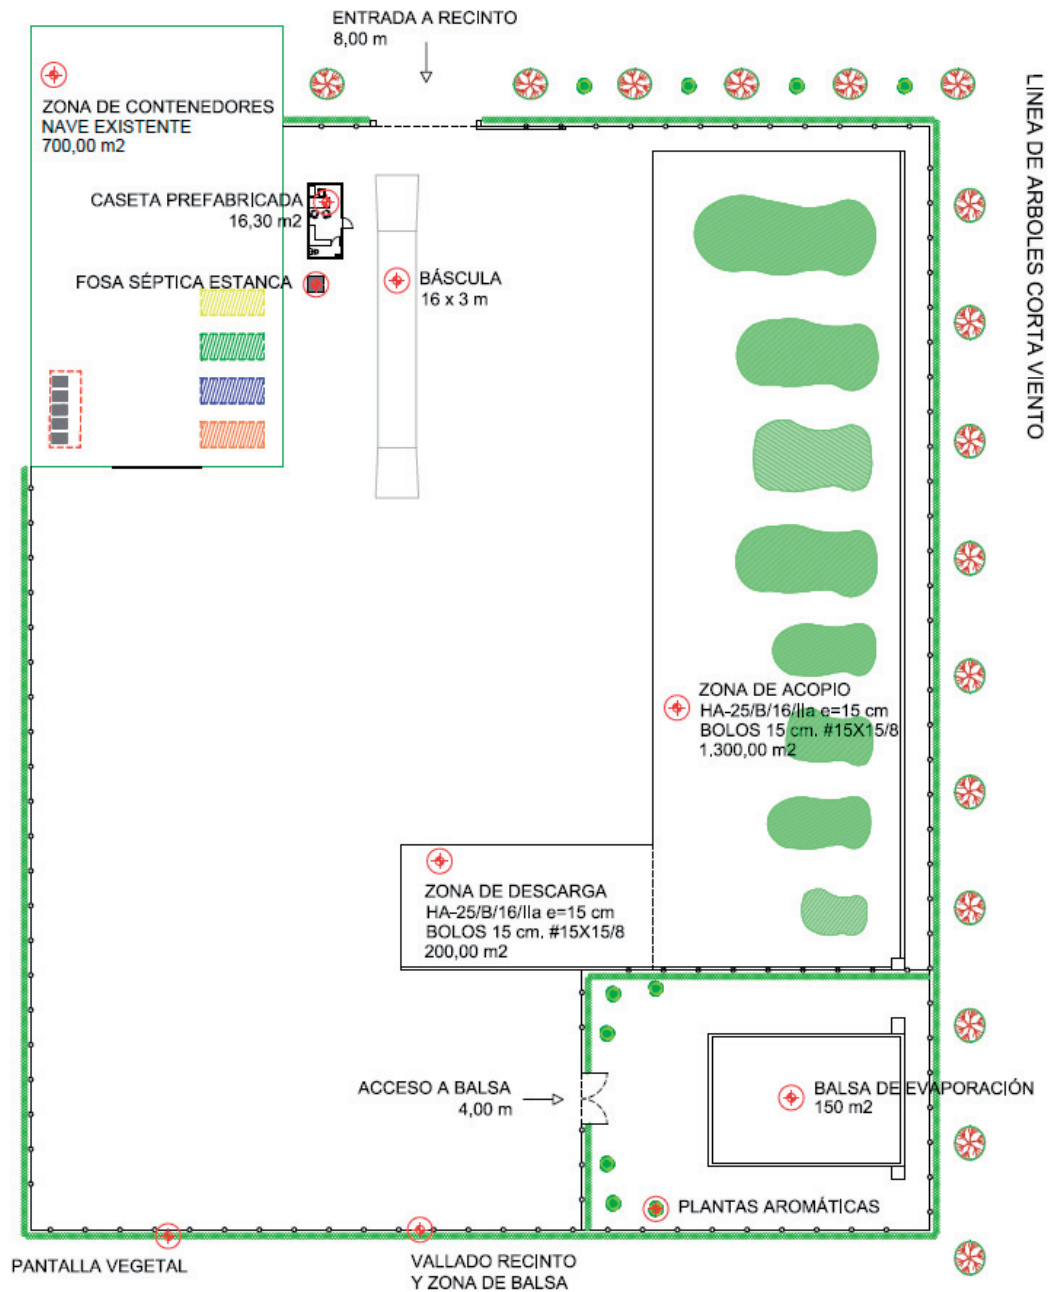 ENTRADA A RECINTO
8,00 m
ZONA DE CONTENEDORES
NAVE EXISTENTE
700,00 m2
LINEA DE ARBOLES CORTA VIENTO
CASETA PREFABRICADA
16,30 m2
FOSA SÉPTICA ESTANCA
BÁSCULA
16 x 3 m
ZONA DE ACOPIO
HA-25/B/16/IIa e=15 cm
BOLOS 15 cm. #15X15/8
1.300,00 m2
ZONA DE DESCARGA
HA-25/B/16/IIa e=15 cm
BOLOS 15 cm. #15X15/8
200,00 m2
ACCESO A BALSA
4,00 m
BALSA DE EVAPORACIÓN
150 m2
PLANTAS AROMÁTICAS
PANTALLA VEGETAL
VALLADO RECINTO
Y ZONA DE BALSA